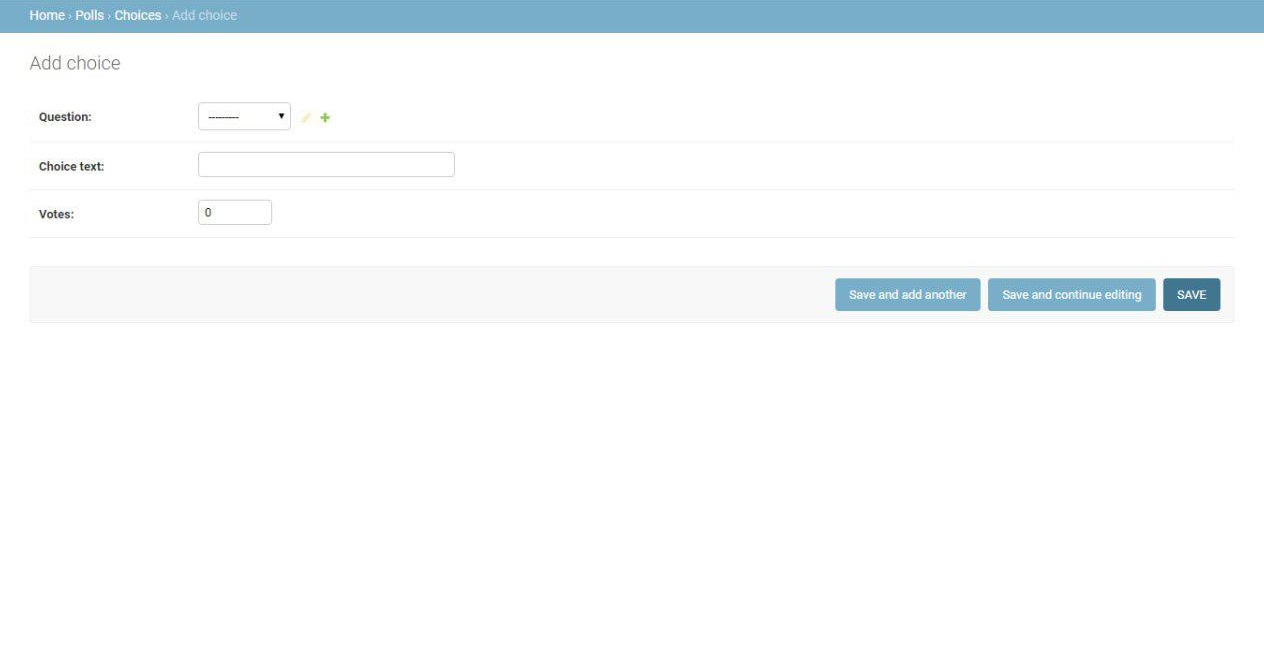 Home › Polls › Choices › Add choice
Add choice
Question: ---------
Choice text:
Votes: 0
Save and add another Save and continue editing SAVE